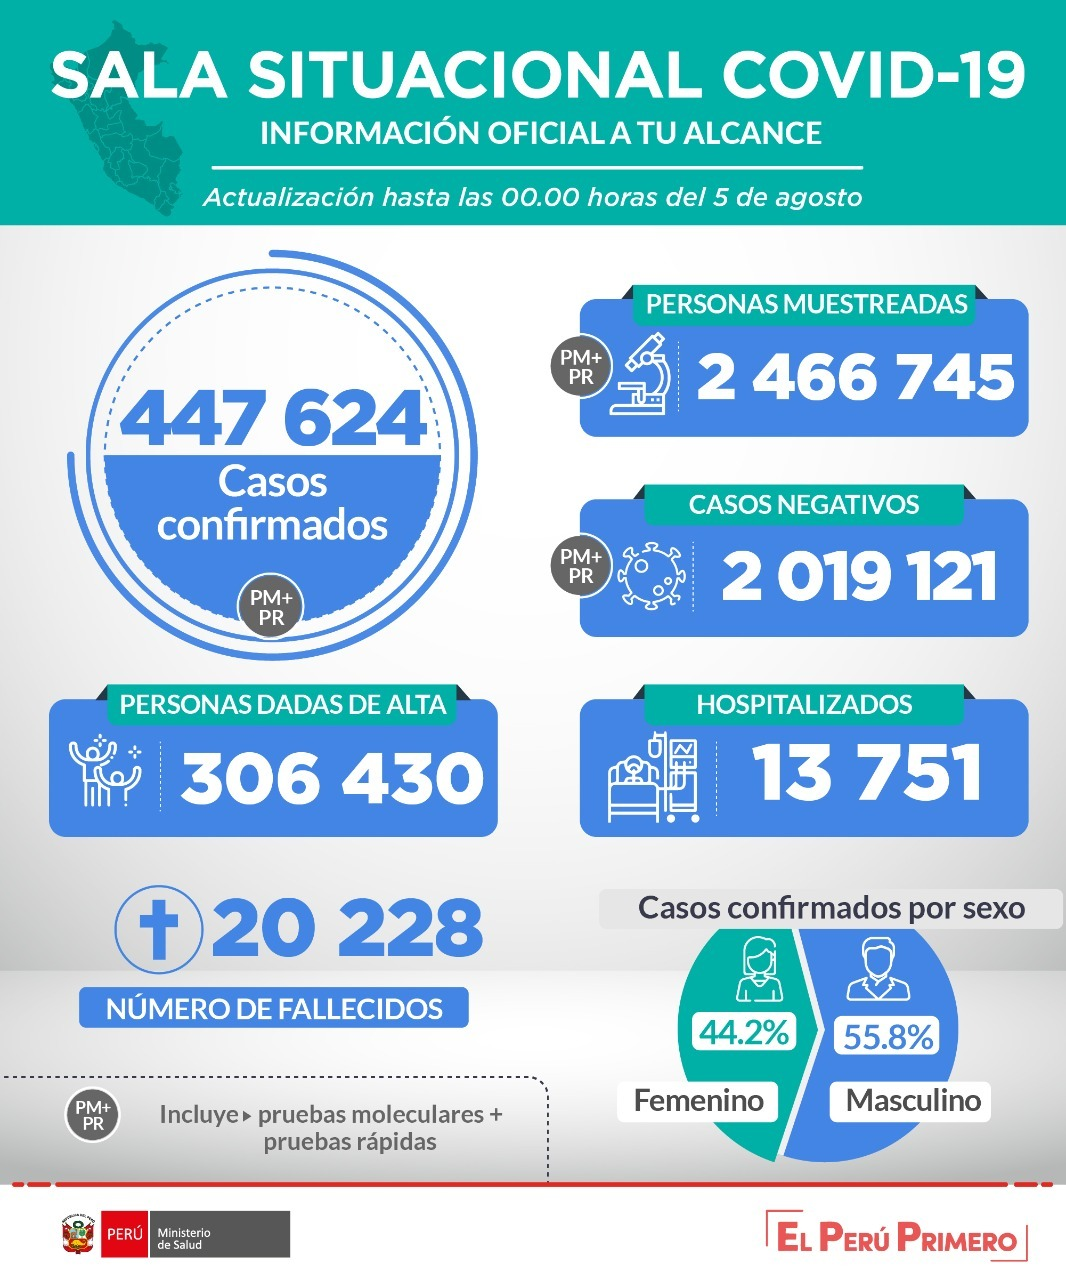 SALA SITUACIONAL COVID-19
INFORMACIÓN OFICIAL A TU ALCANCE
Actualización hasta las 00.00 horas del 5 de agosto
447 624
Casos
confirmados
PM+
PR
PERSONAS MUESTREADAS
PM+
PR
2 466 745
CASOS NEGATIVOS
PM+
PR
2 019 121
PERSONAS DADAS DE ALTA
306 430
HOSPITALIZADOS
13 751
20 228
NÚMERO DE FALLECIDOS
Casos confirmados por sexo
44.2%
Femenino
55.8%
Masculino
PM+
PR
Incluye ▸ pruebas moleculares +
pruebas rápidas
PERÚ
Ministerio
de Salud
EL PERÚ PRIMERO